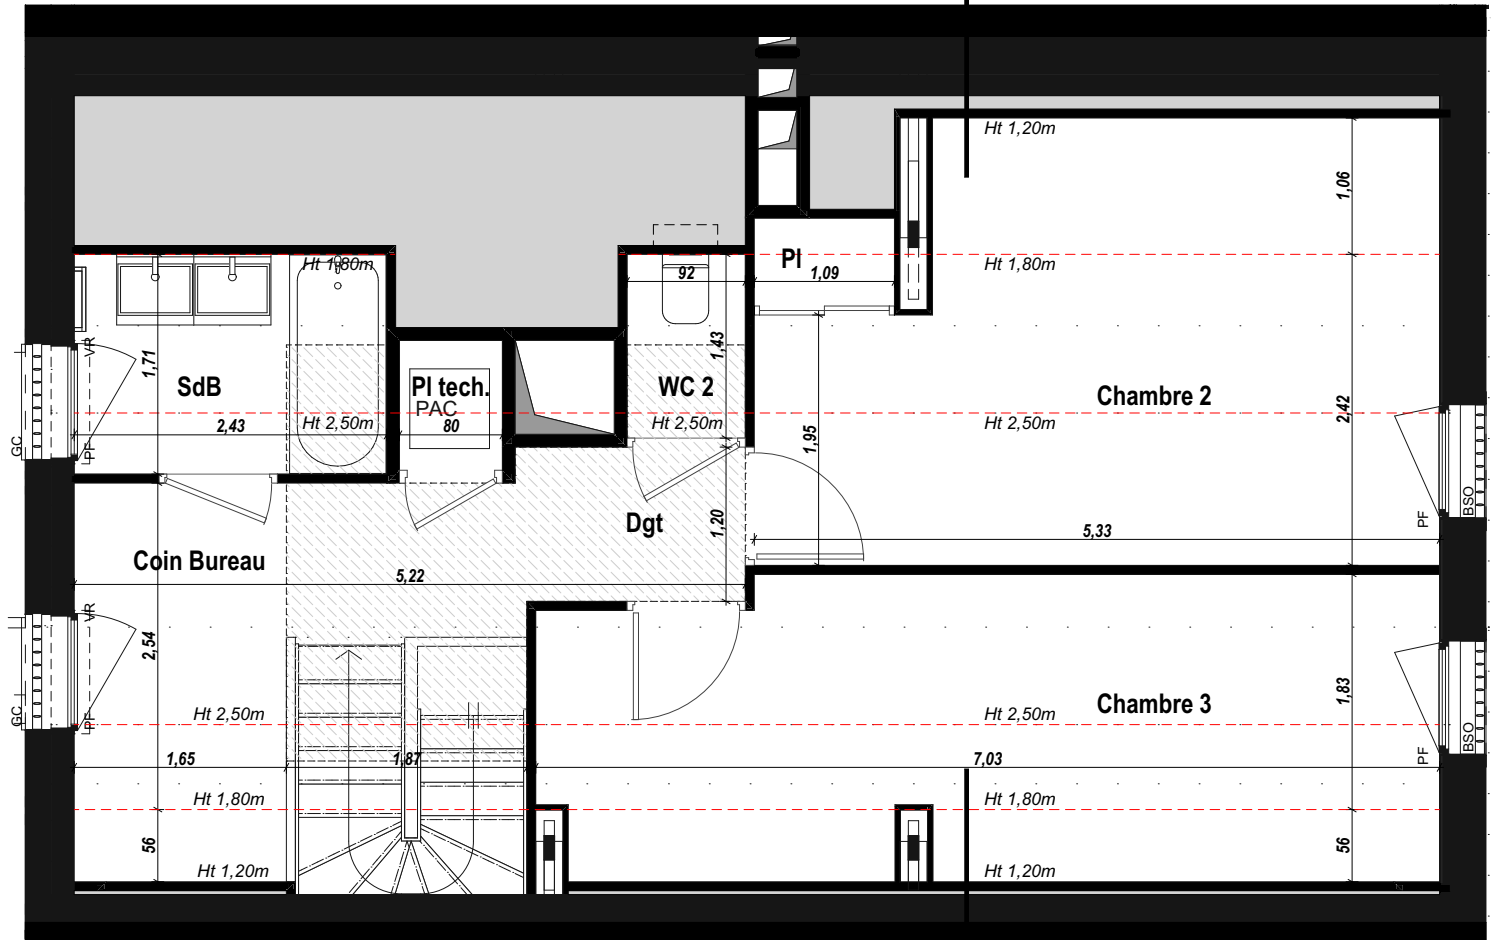 Ht 1,20m
1,06
Pl
Ht 1,80m
Ht 1,80m
92
1,09
VR
1,71
1,43
SdB
Pl tech.
PAC
WC 2
Chambre 2
2,42
GC
PF
2,43
Ht 2,50m
80
Ht 2,50m
1,95
Ht 2,50m
BSO
PF
Dgt
1,20
5,33
Coin Bureau
5,22
VR
2,54
GC
PF
Ht 2,50m
Ht 2,50m
Chambre 3
1,83
BSO
PF
1,65
1,87
7,03
Ht 1,80m
Ht 1,80m
56
56
Ht 1,20m
Ht 1,20m